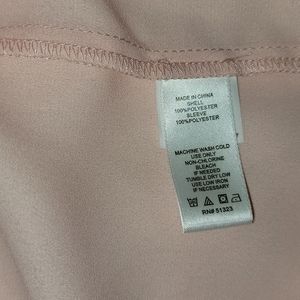 MADE IN CHINA
SHELL
100%POLYESTER
SLEEVE
100%POLYESTER
MACHINE WASH COLD
USE ONLY
NON-CHLORINE
BLEACH
IF NEEDED
TUMBLE DRY LOW
USE LOW IRON
IF NECESSARY
RN# 51323